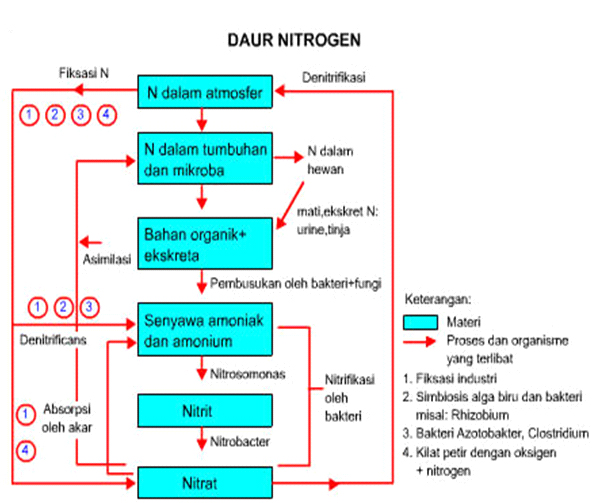 DAUR NITROGEN
Fiksasi N
Denitrifikasi
N dalam atmosfer
1 2 3 4
N dalam tumbuhan
dan mikroba
N dalam
hewan
mati,ekskret N:
urine,tinja
Bahan organik+
ekskreta
Asimilasi
Pembusukan oleh bakteri+fungi
1 2 3
Senyawa amoniak
dan amonium
Denitrificans
Nitrosomonas
Nitrifikasi
oleh
bakteri
1
Absorpsi
oleh akar
Nitrit
4
Nitrobacter
Nitrat
Keterangan:
Materi
Proses dan organisme
yang terlibat
1. Fiksasi industri
2. Simbiosis alga biru dan bakteri
misal: Rhizobium
3. Bakteri Azotobakter, Clostridium
4. Kilat petir dengan oksigen
+ nitrogen